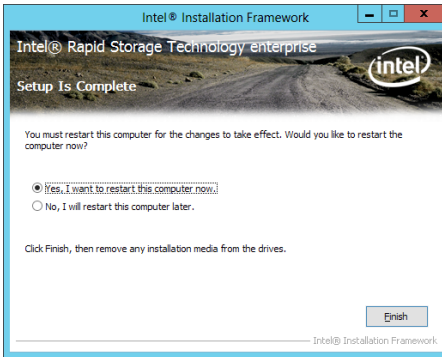 Intel® Installation Framework
Intel® Rapid Storage Technology enterprise
intel
Setup Is Complete
You must restart this computer for the changes to take effect. Would you like to restart the
computer now?
Yes, I want to restart this computer now.
No, I will restart this computer later.
Click Finish, then remove any installation media from the drives.
Finish
Intel® Installation Framework